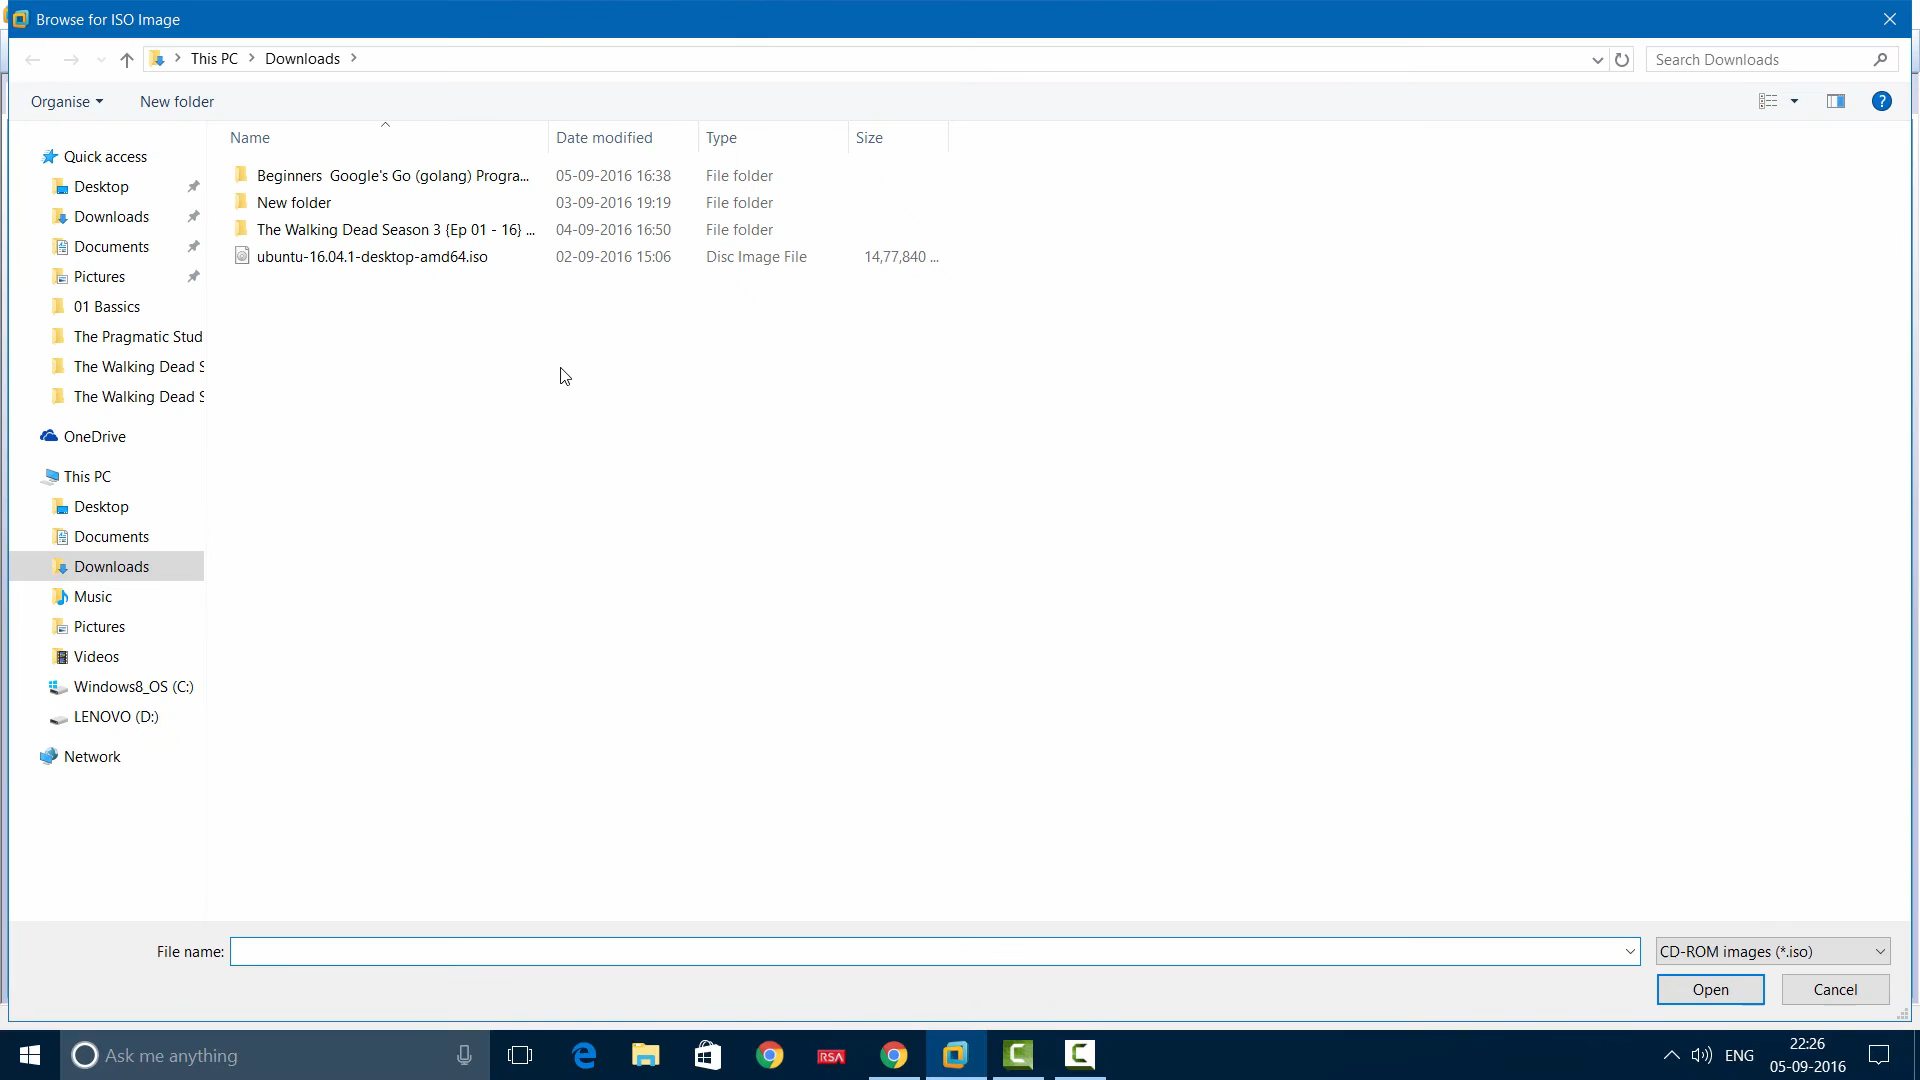 Browse for ISO Image
This PC
Downloads
Search Downloads
Organise
New folder
?
Name
Date modified
Type
Size
Beginners  Google's Go (golang) Progra...
05-09-2016 16:38
File folder
New folder
03-09-2016 19:19
File folder
The Walking Dead Season 3 {Ep 01 - 16} ...
04-09-2016 16:50
File folder
ubuntu-16.04.1-desktop-amd64.iso
02-09-2016 15:06
Disc Image File
14,77,840 ...
Quick access
Desktop
Downloads
Documents
Pictures
01 Bassics
The Pragmatic Stud
The Walking Dead S
The Walking Dead S
OneDrive
This PC
Desktop
Documents
Downloads
Music
Pictures
Videos
Windows8_OS (C:)
LENOVO (D:)
Network
File name:
CD-ROM images (*.iso)
Open
Cancel
Ask me anything
RSA
ENG
22:26
05-09-2016